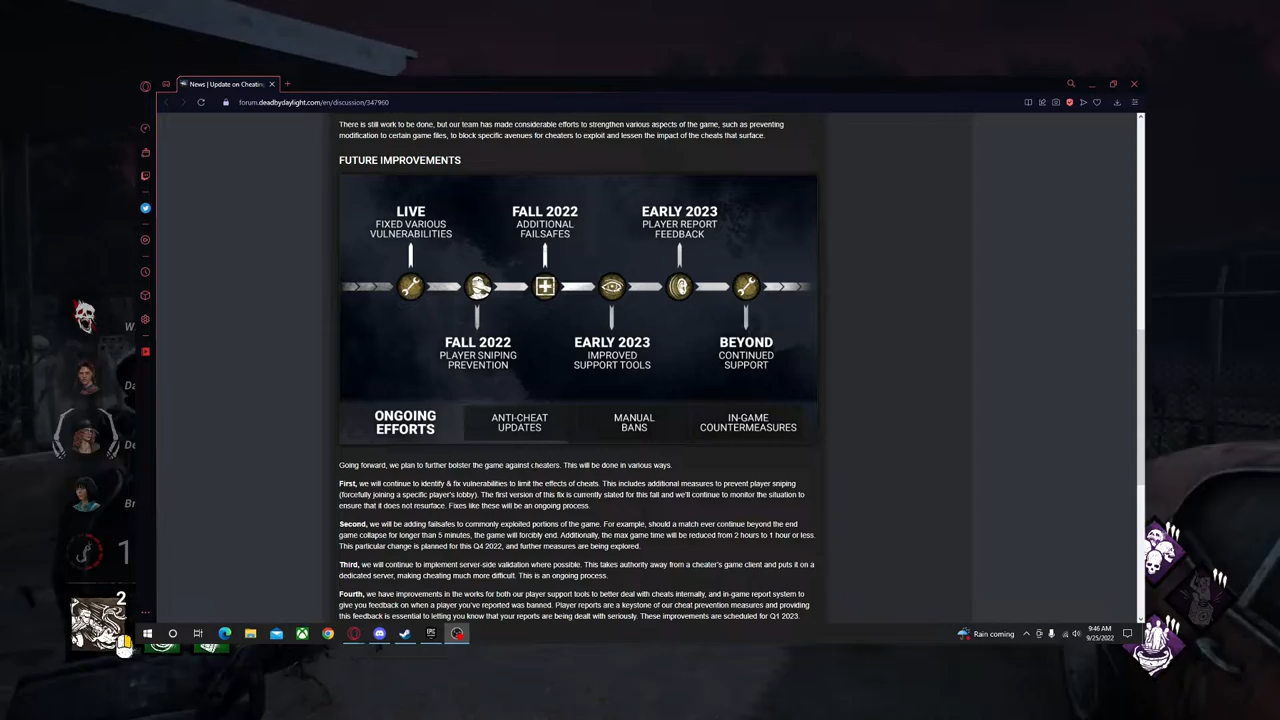 News | Update on Cheating
forum.deadbydaylight.com/en/discussion/347960
There is still work to be done, but our team has made considerable efforts to strengthen various aspects of the game, such as preventing
modification to certain game files, to block specific avenues for cheaters to exploit and lessen the impact of the cheats that surface.
FUTURE IMPROVEMENTS
LIVE
FIXED VARIOUS
VULNERABILITIES
FALL 2022
ADDITIONAL
FAILSAFES
EARLY 2023
PLAYER REPORT
FEEDBACK
FALL 2022
PLAYER SNIPING
PREVENTION
EARLY 2023
IMPROVED
SUPPORT TOOLS
BEYOND
CONTINUED
SUPPORT
ONGOING
EFFORTS
ANTI-CHEAT
UPDATES
MANUAL
BANS
IN-GAME
COUNTERMEASURES
Going forward, we plan to further bolster the game against cheaters. This will be done in various ways.
First, we will continue to identify & fix vulnerabilities to limit the effects of cheats. This includes additional measures to prevent player sniping
(forcefully joining a specific player's lobby). The first version of this fix is currently slated for this fall and we'll continue to monitor the situation to
ensure that it does not resurface. Fixes like these will be an ongoing process.
Second, we will be adding failsafes to commonly exploited portions of the game. For example, should a match ever continue beyond the end
game collapse for longer than 5 minutes, the game will forcibly end. Additionally, the max game time will be reduced from 2 hours to 1 hour or less.
This particular change is planned for this Q4 2022, and further measures are being explored.
Third, we will continue to implement server-side validation where possible. This takes authority away from a cheater's game client and puts it on a
dedicated server, making cheating much more difficult. This is an ongoing process.
Fourth, we have improvements in the works for both our player support tools to better deal with cheats internally, and in-game report system to
give you feedback on when a player you've reported was banned. Player reports are a keystone of our cheat prevention measures and providing
this feedback is essential to letting you know that your reports are being dealt with seriously. These improvements are scheduled for Q1 2023.
W
Da
De
Br
1
2
EPIC
Rain coming
9:46 AM
9/25/2022